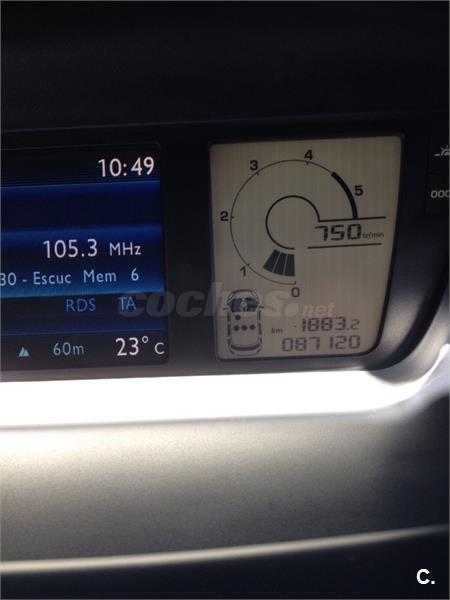 10:49
105.3 MHz
30 - Escuc Mem 6
RDS TA
60m 23°C
0
1
2
3
4
5
750 tr/min
km 1883.2
087120
coches.net
C.